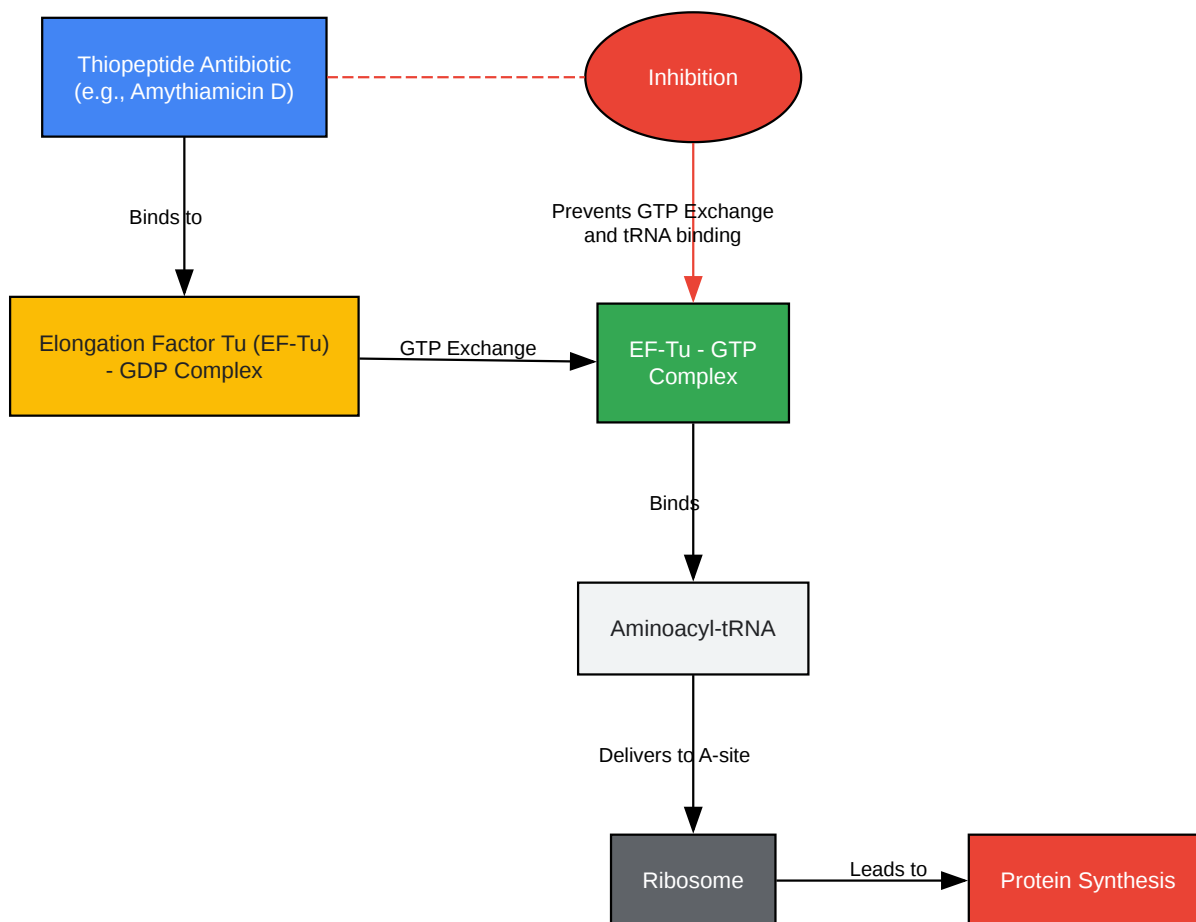 Thiopeptide Antibiotic
(e.g., Amythiamicin D)
Inhibition
Binds to
Prevents GTP Exchange
and tRNA binding
Elongation Factor Tu (EF-Tu)
- GDP Complex
GTP Exchange
EF-Tu - GTP
Complex
Binds
Aminoacyl-tRNA
Delivers to A-site
Ribosome
Leads to
Protein Synthesis